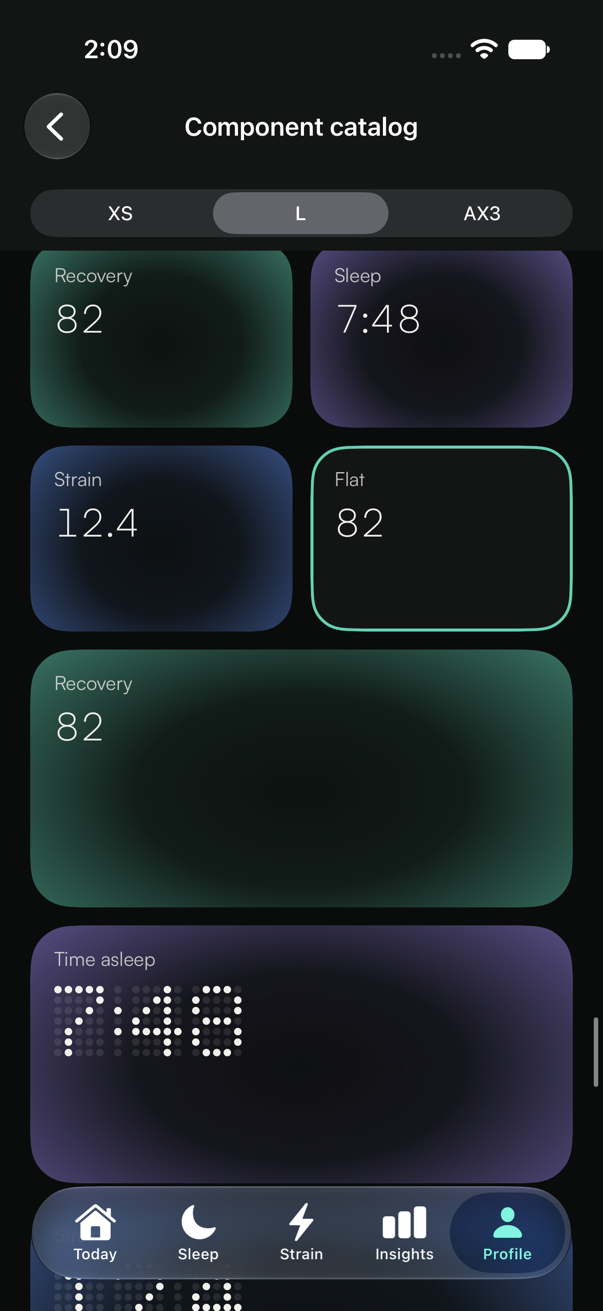 2:09
Component catalog
XS L AX3
Recovery Sleep
82 7:48
Strain Flat
12.4 82
Recovery
82
Time asleep
7:48
Today Sleep Strain Insights Profile